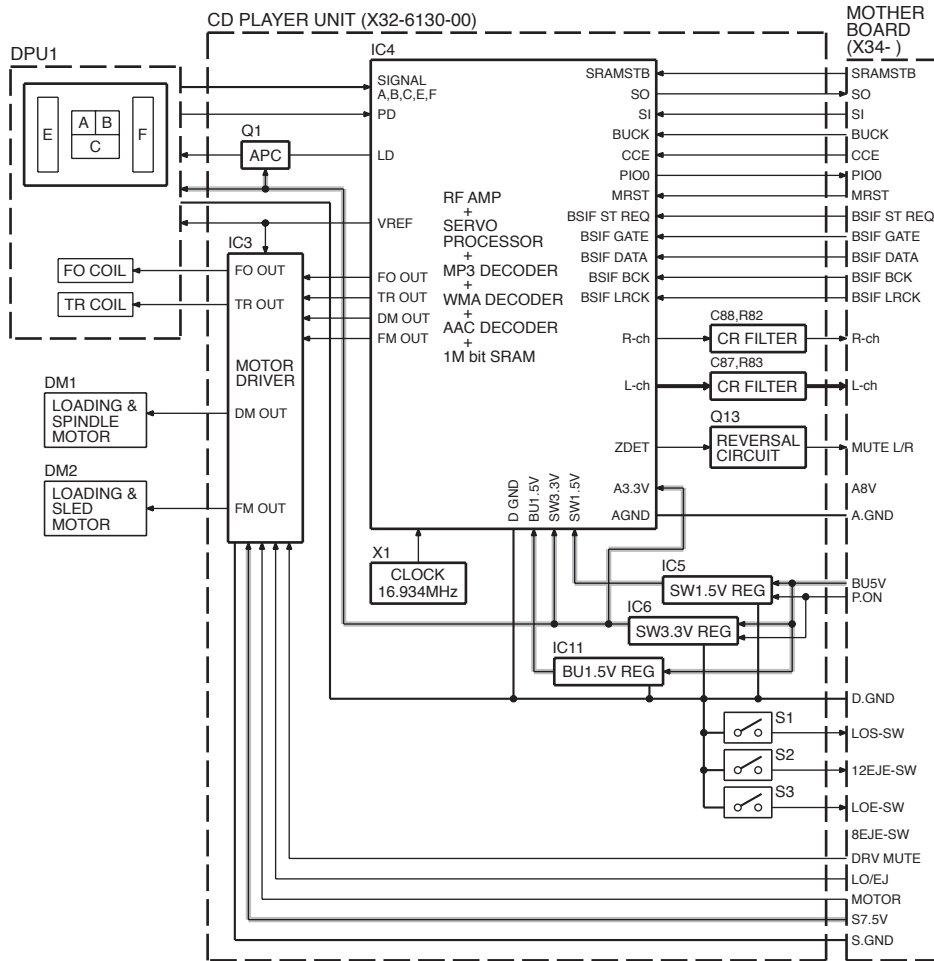 CD PLAYER UNIT (X32-6130-00)
MOTHER
BOARD
(X34- )
DPU1
E
A
B
C
F
FO COIL
TR COIL
DM1
LOADING &
SPINDLE
MOTOR
DM2
LOADING &
SLED
MOTOR
Q1
APC
IC3
FO OUT
TR OUT
MOTOR
DRIVER
DM OUT
FM OUT
IC4
SIGNAL
A,B,C,E,F
PD
LD
VREF
FO OUT
TR OUT
DM OUT
FM OUT
RF AMP
+
SERVO
PROCESSOR
+
MP3 DECODER
+
WMA DECODER
+
AAC DECODER
+
1M bit SRAM
SRAMSTB
SO
SI
BUCK
CCE
PIO0
MRST
BSIF ST REQ
BSIF GATE
BSIF DATA
BSIF BCK
BSIF LRCK
R-ch
L-ch
ZDET
A3.3V
AGND
D GND
BU1.5V
SW3.3V
SW1.5V
X1
CLOCK
16.934MHz
C88,R82
CR FILTER
C87,R83
CR FILTER
Q13
REVERSAL
CIRCUIT
IC5
SW1.5V REG
IC6
SW3.3V REG
IC11
BU1.5V REG
S1
S2
S3
SRAMSTB
SO
SI
BUCK
CCE
PIO0
MRST
BSIF ST REQ
BSIF GATE
BSIF DATA
BSIF BCK
BSIF LRCK
R-ch
L-ch
MUTE L/R
A8V
A.GND
BU5V
P.ON
D.GND
LOS-SW
12EJE-SW
LOE-SW
8EJE-SW
DRV MUTE
LO/EJ
MOTOR
S7.5V
S.GND